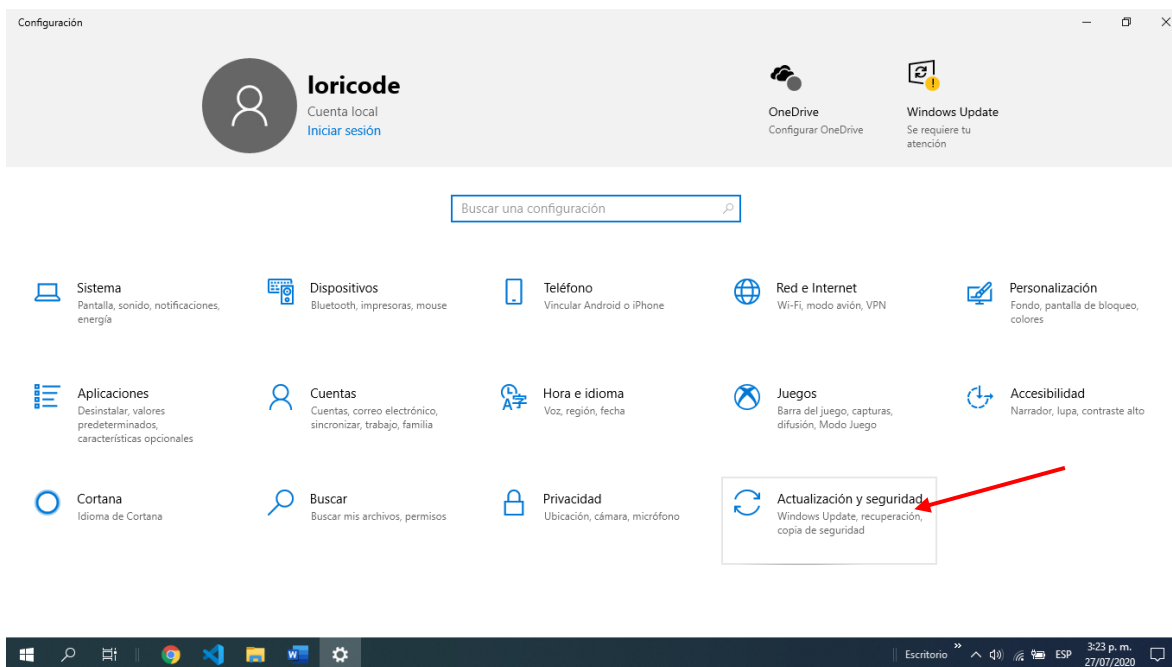 Configuración
loricode
Cuenta local
Iniciar sesión
OneDrive
Configurar OneDrive
Windows Update
Se requiere tu
atención
Buscar una configuración
Sistema
Pantalla, sonido, notificaciones,
energía
Dispositivos
Bluetooth, impresoras, mouse
Teléfono
Vincular Android o iPhone
Red e Internet
Wi-Fi, modo avión, VPN
Personalización
Fondo, pantalla de bloqueo,
colores
Aplicaciones
Desinstalar, valores
predeterminados,
características opcionales
Cuentas
Cuentas, correo electrónico,
sincronizar, trabajo, familia
Hora e idioma
Voz, región, fecha
Juegos
Barra del juego, capturas,
difusión, Modo Juego
Accesibilidad
Narrador, lupa, contraste alto
Cortana
Idioma de Cortana
Buscar
Buscar mis archivos, permisos
Privacidad
Ubicación, cámara, micrófono
Actualización y seguridad
Windows Update, recuperación,
copia de seguridad
Escritorio
ESP
3:23 p. m.
27/07/2020